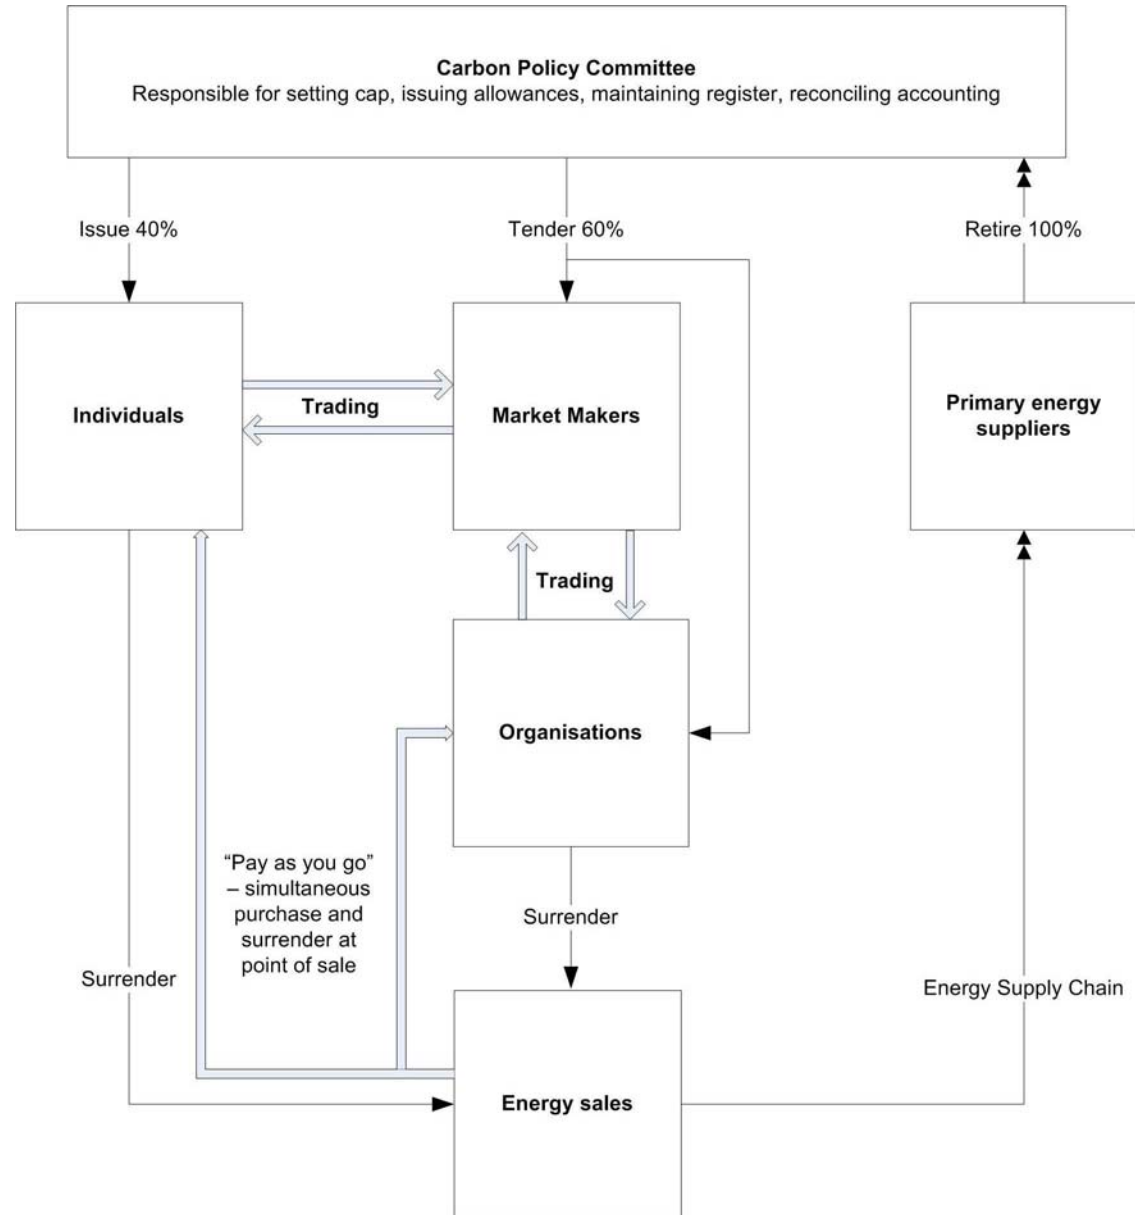 Carbon Policy Committee
Responsible for setting cap, issuing allowances, maintaining register, reconciling accounting
Issue 40%
Tender 60%
Retire 100%
Individuals
Trading
Market Makers
Primary energy
suppliers
Trading
Organisations
“Pay as you go”
– simultaneous
purchase and
surrender at
point of sale
Surrender
Surrender
Energy Supply Chain
Energy sales